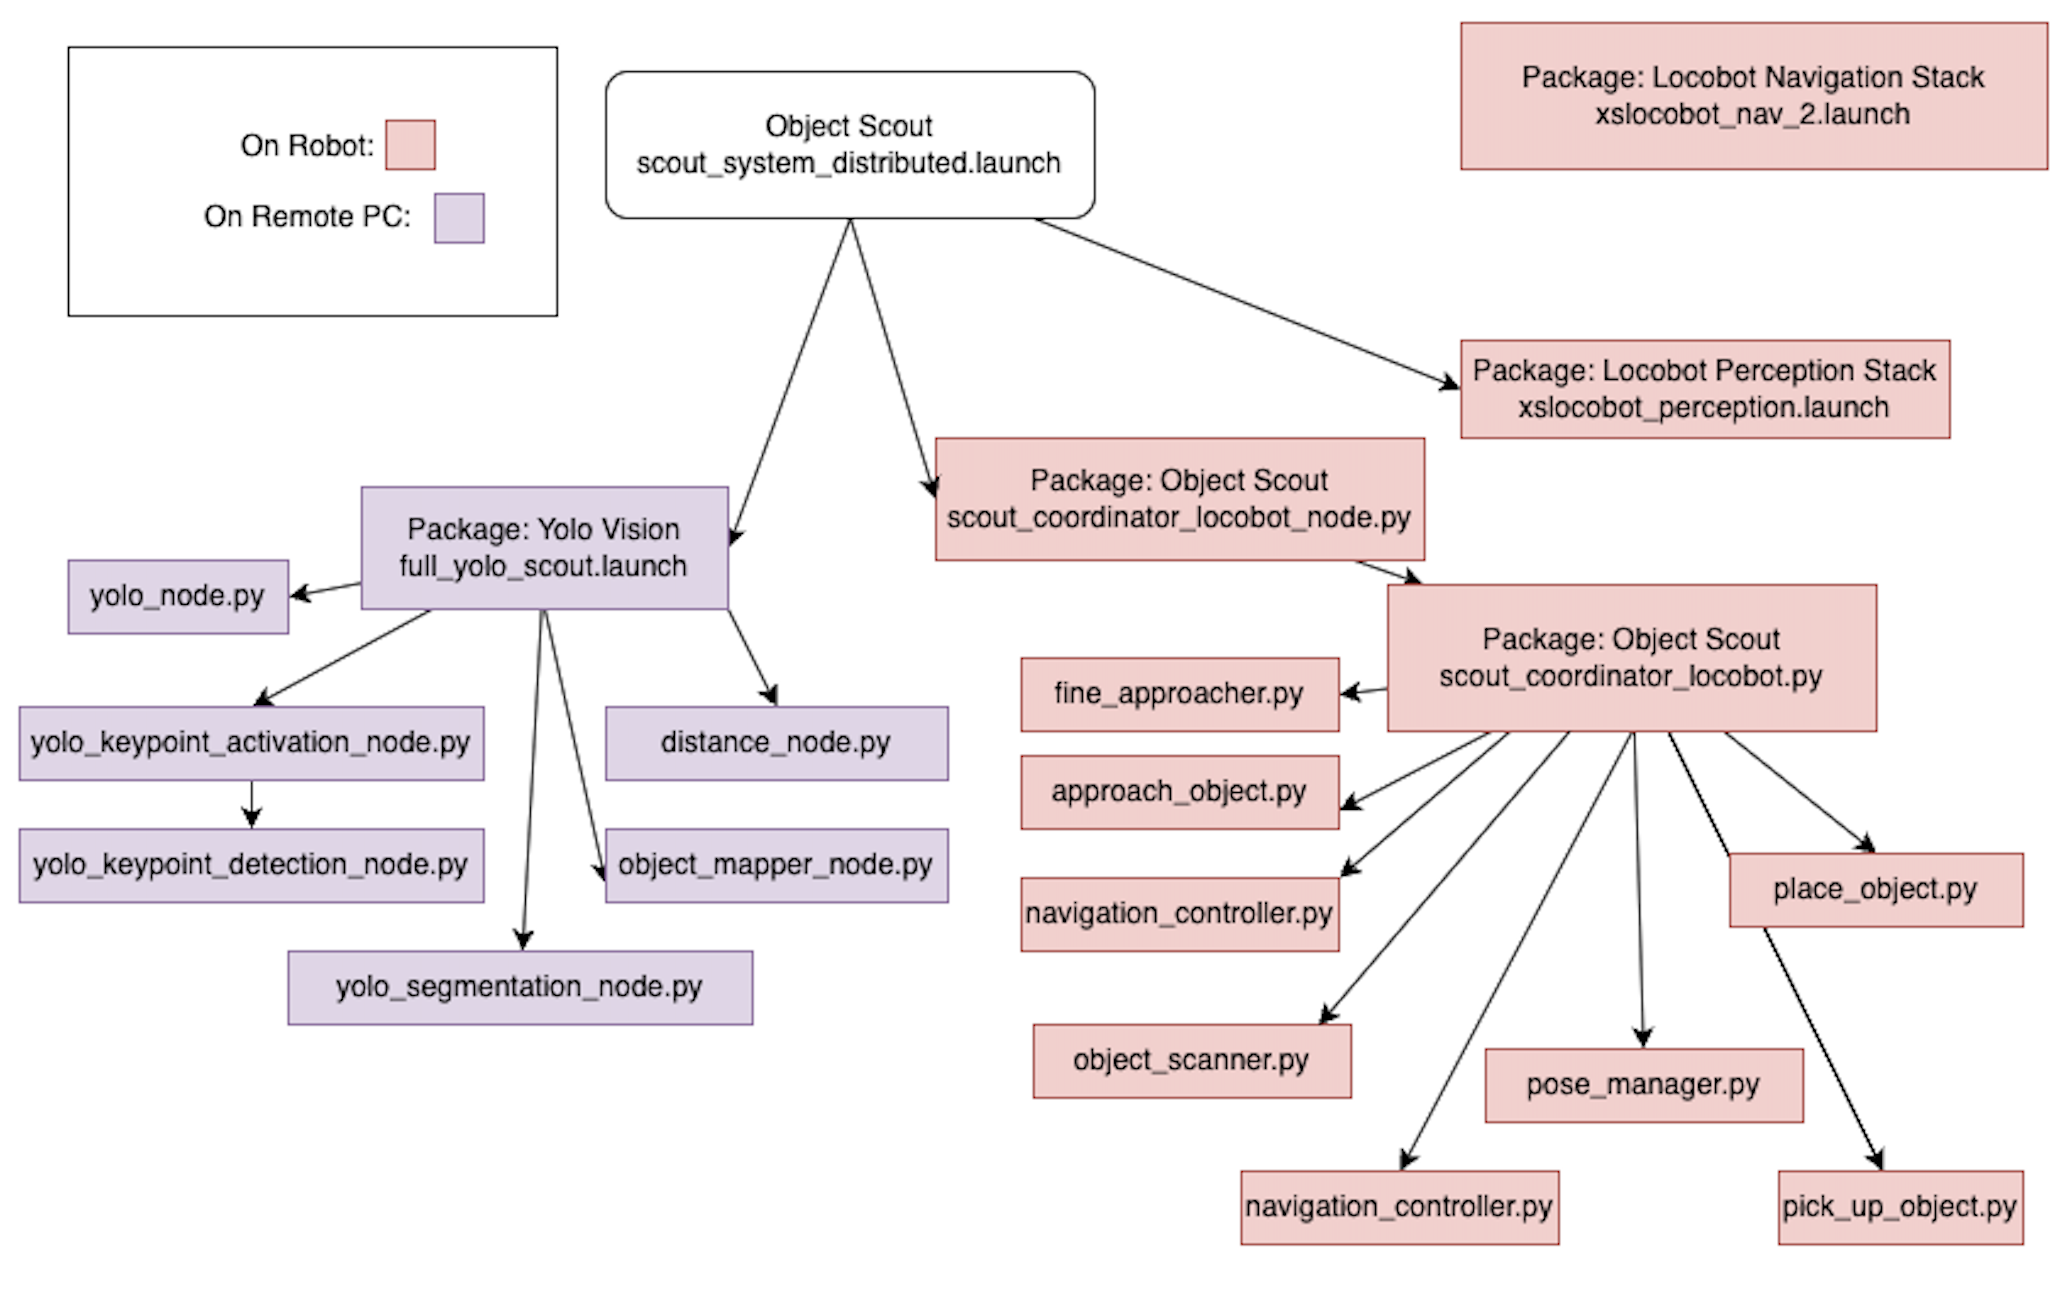 On Robot:
On Remote PC:
Object Scout
scout_system_distributed.launch
Package: Locobot Navigation Stack
xslocobot_nav_2.launch
Package: Locobot Perception Stack
xslocobot_perception.launch
Package: Object Scout
scout_coordinator_locobot_node.py
Package: Yolo Vision
full_yolo_scout.launch
yolo_node.py
Package: Object Scout
scout_coordinator_locobot.py
fine_approacher.py
yolo_keypoint_activation_node.py
distance_node.py
approach_object.py
yolo_keypoint_detection_node.py
object_mapper_node.py
navigation_controller.py
place_object.py
yolo_segmentation_node.py
object_scanner.py
pose_manager.py
navigation_controller.py
pick_up_object.py